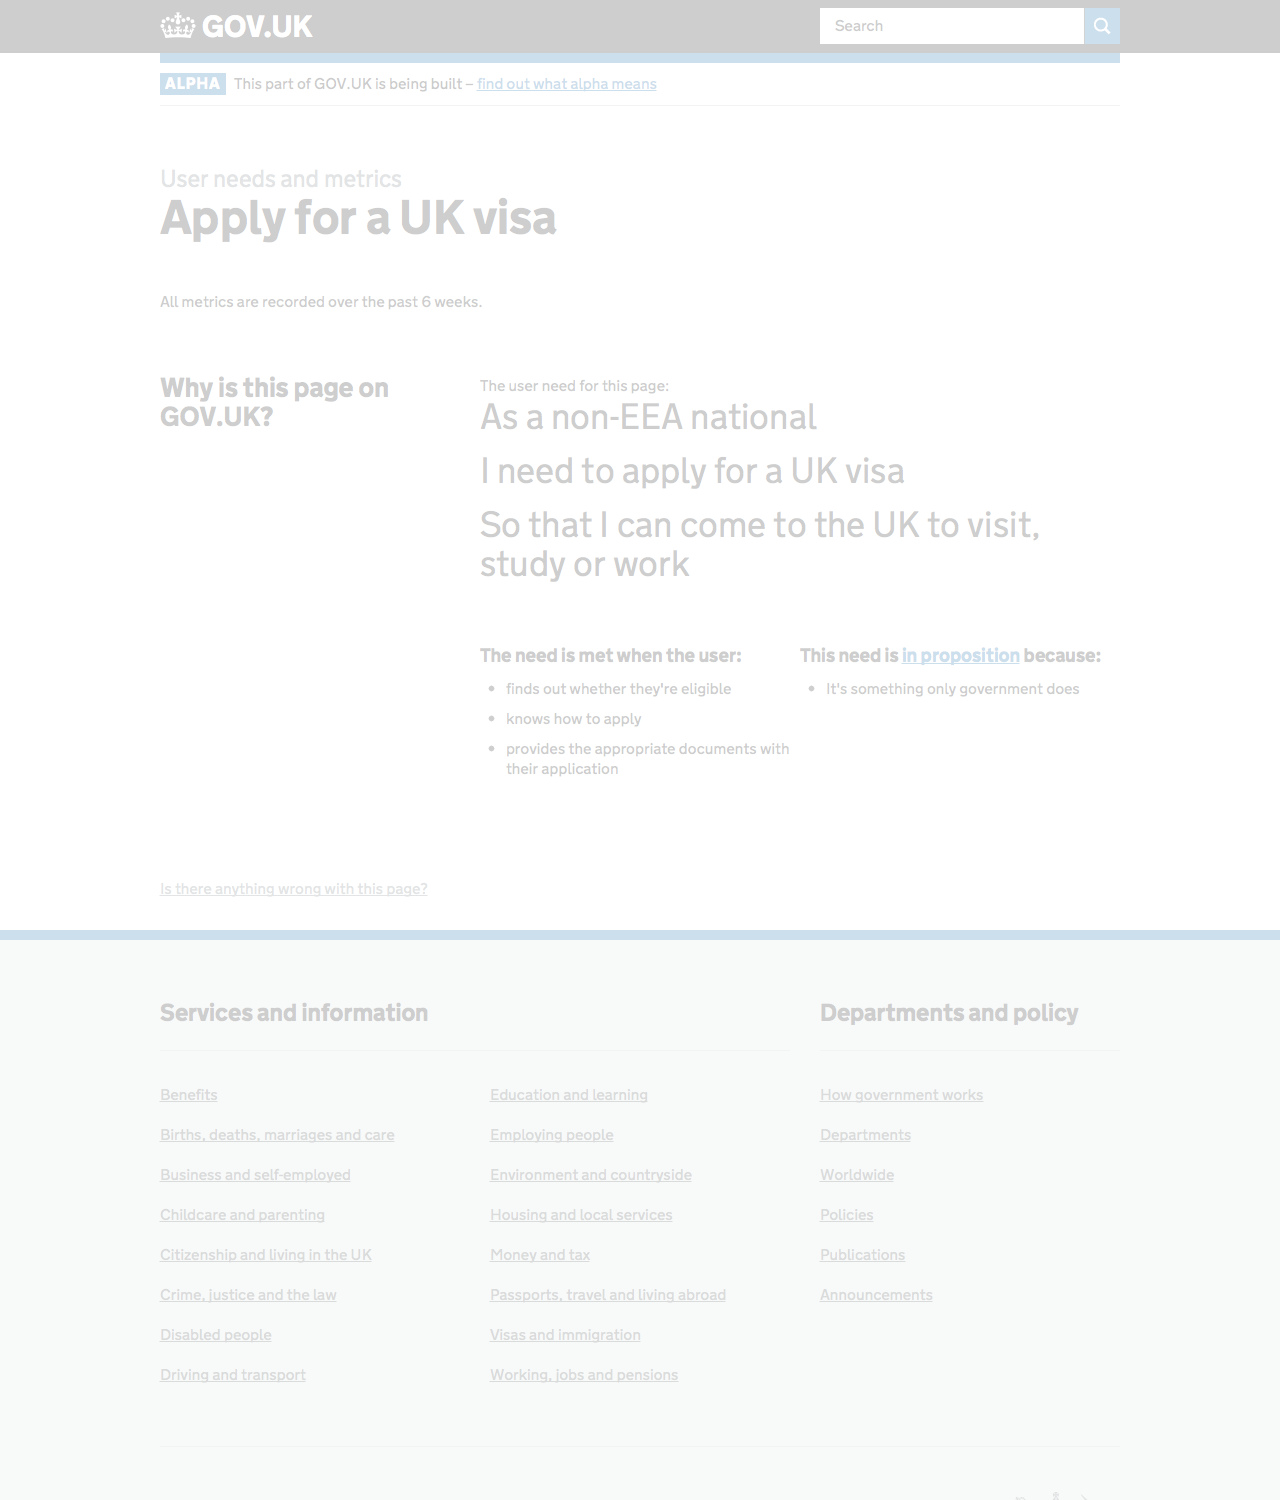 GOV.UK
Search
ALPHA This part of GOV.UK is being built – find out what alpha means
User needs and metrics
Apply for a UK visa
All metrics are recorded over the past 6 weeks.
Why is this page on
GOV.UK?
The user need for this page:
As a non-EEA national
I need to apply for a UK visa
So that I can come to the UK to visit,
study or work
The need is met when the user:
• finds out whether they're eligible
• knows how to apply
• provides the appropriate documents with
their application
This need is in proposition because:
• It's something only government does
Is there anything wrong with this page?
Services and information
Benefits
Births, deaths, marriages and care
Business and self-employed
Childcare and parenting
Citizenship and living in the UK
Crime, justice and the law
Disabled people
Driving and transport
Education and learning
Employing people
Environment and countryside
Housing and local services
Money and tax
Passports, travel and living abroad
Visas and immigration
Working, jobs and pensions
Departments and policy
How government works
Departments
Worldwide
Policies
Publications
Announcements